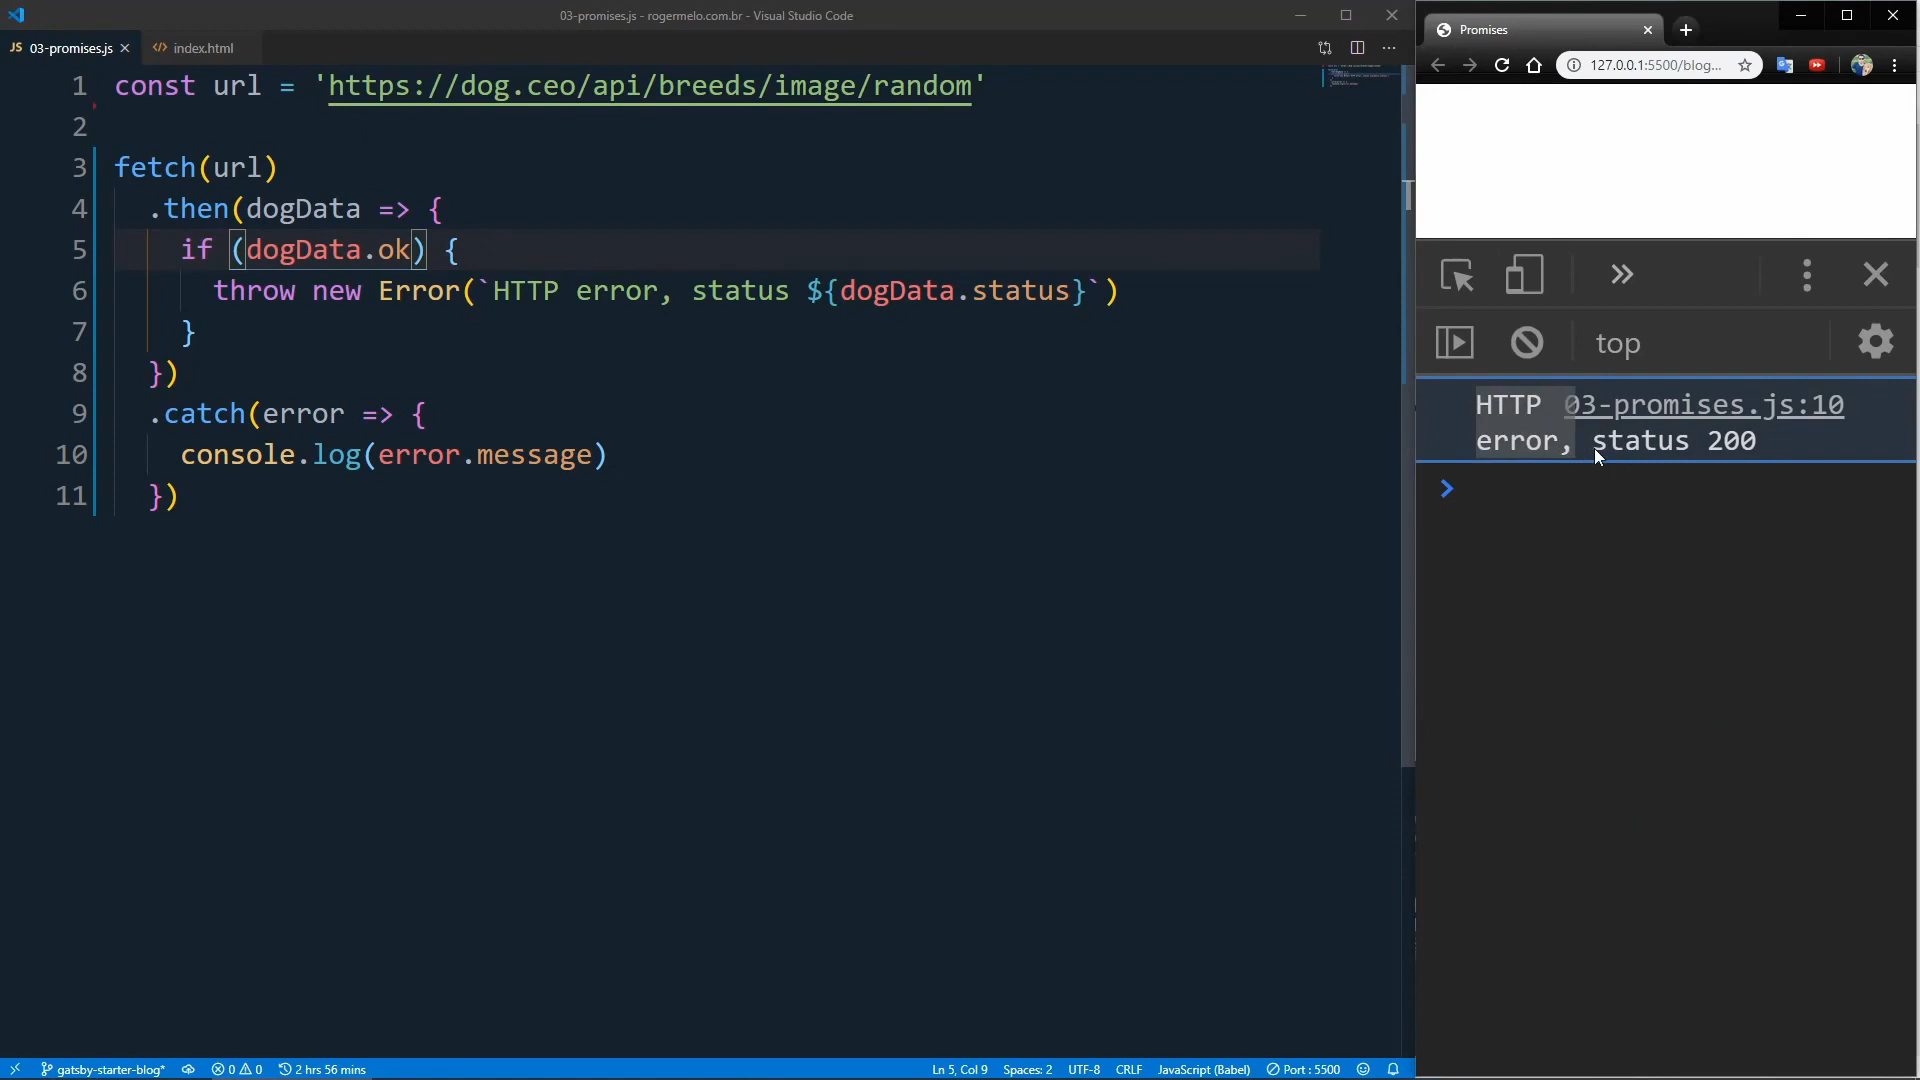 03-promises.js - rogermelo.com.br - Visual Studio Code
JS 03-promises.js
<> index.html
1 const url = 'https://dog.ceo/api/breeds/image/random'
2
3 fetch(url)
4 .then(dogData => {
5 if (dogData.ok) {
6 throw new Error(`HTTP error, status ${dogData.status}`)
7 }
8 })
9 .catch(error => {
10 console.log(error.message)
11 })
gatsby-starter-blog* 0 0 2 hrs 56 mins
Ln 5, Col 9 Spaces: 2 UTF-8 CRLF JavaScript (Babel) Port : 5500
Promises
127.0.0.1:5500/blog...
top
HTTP 03-promises.js:10
error, status 200